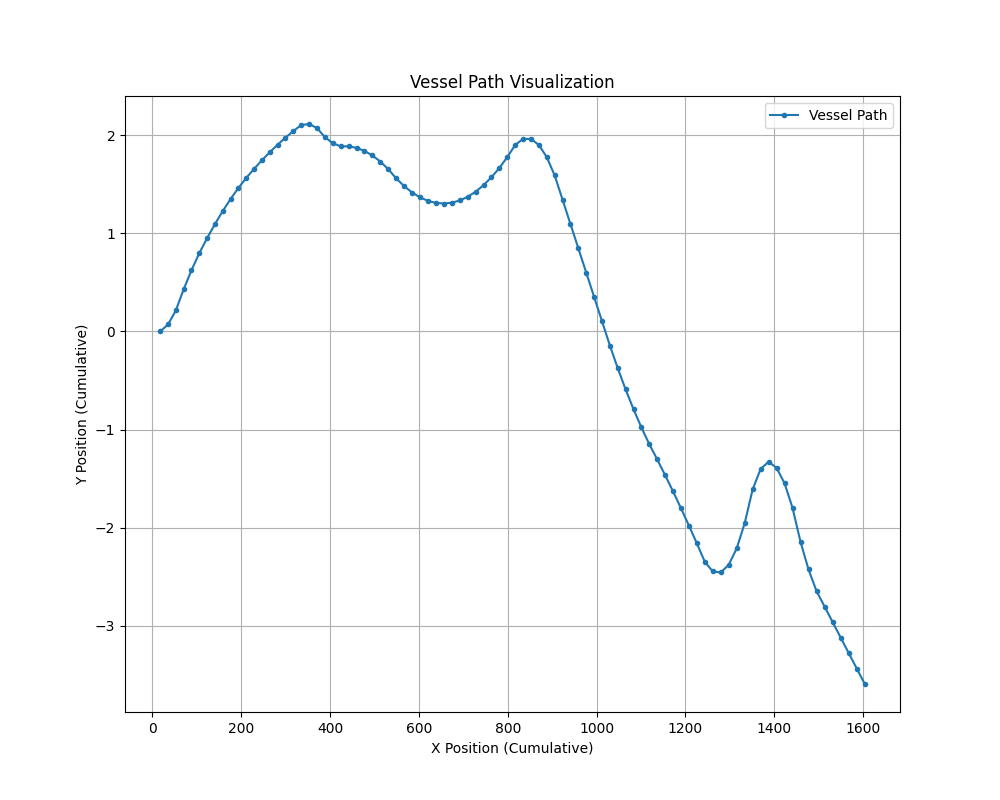 Vessel Path Visualization
Vessel Path
Y Position (Cumulative)
2
1
0
−1
−2
−3
0 200 400 600 800 1000 1200 1400 1600
X Position (Cumulative)